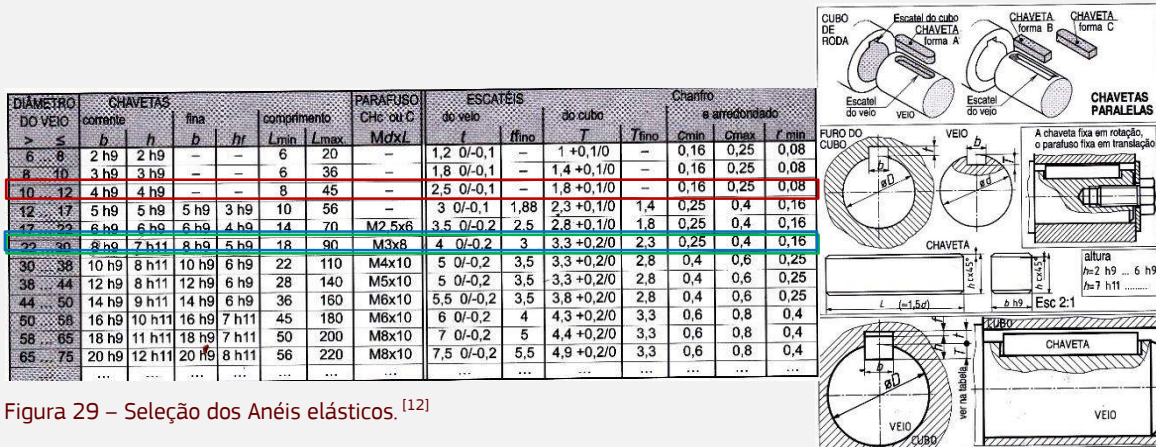 DIÂMETRO DO VEIO CHAVETAS PARAFUSO CHc ou C ESCATÉIS Chanfro e arredondado
corrente fina comprimento do veio do cubo
> ≤ b h b hf Lmin Lmax MdxL t tfino T Tfino Cmin Cmax r min
6 8 2 h9 2 h9 – – 6 20 – 1,2 0/-0,1 – 1 +0,1/0 – 0,16 0,25 0,08
8 10 3 h9 3 h9 – – 6 36 – 1,8 0/-0,1 – 1,4 +0,1/0 – 0,16 0,25 0,08
10 12 4 h9 4 h9 – – 8 45 – 2,5 0/-0,1 – 1,8 +0,1/0 – 0,16 0,25 0,08
12 17 5 h9 5 h9 5 h9 3 h9 10 56 – 3 0/-0,1 1,88 2,3 +0,1/0 1,4 0,25 0,4 0,16
17 22 6 h9 6 h9 6 h9 4 h9 14 70 M2,5x6 3,5 0/-0,2 2,5 2,8 +0,1/0 1,8 0,25 0,4 0,16
22 30 8 h9 7 h11 8 h9 5 h9 18 90 M3x8 4 0/-0,2 3 3,3 +0,2/0 2,3 0,25 0,4 0,16
30 38 10 h9 8 h11 10 h9 6 h9 22 110 M4x10 5 0/-0,2 3,5 3,3 +0,2/0 2,8 0,4 0,6 0,25
38 44 12 h9 8 h11 12 h9 6 h9 28 140 M5x10 5 0/-0,2 3,5 3,3 +0,2/0 2,8 0,4 0,6 0,25
44 50 14 h9 9 h11 14 h9 6 h9 36 160 M6x10 5,5 0/-0,2 3,5 3,8 +0,2/0 2,8 0,4 0,6 0,25
50 58 16 h9 10 h11 16 h9 7 h11 45 180 M6x10 6 0/-0,2 4 4,3 +0,2/0 3,3 0,6 0,8 0,4
58 65 18 h9 11 h11 18 h9 7 h11 50 200 M8x10 7 0/-0,2 5 4,4 +0,2/0 3,3 0,6 0,8 0,4
65 75 20 h9 12 h11 20 h9 8 h11 56 220 M8x10 7,5 0/-0,2 5,5 4,9 +0,2/0 3,3 0,6 0,8 0,4
... ... ... ... ... ... ... ... ... ... ... ... ... ... ...
Figura 29 – Seleção dos Anéis elásticos. [12]
CUBO DE RODA
Escatel do cubo
CHAVETA forma A
CHAVETA forma B
CHAVETA forma C
Escatel do veio
VEIO
Escatel do veio
CHAVETAS PARALELAS
FURO DO CUBO
b
øD
VEIO
b
T
ød
A chaveta fixa em rotação,
o parafuso fixa em translação
CHAVETA
h cx45°
L (≈1,5d)
h cx45°
b h9
altura
h=2 h9 ... 6 h9
h=7 h11 .........
Esc 2:1
CUBO
h
t
T
b
øD
VEIO
CUBO
ver na tabela
CHAVETA
VEIO